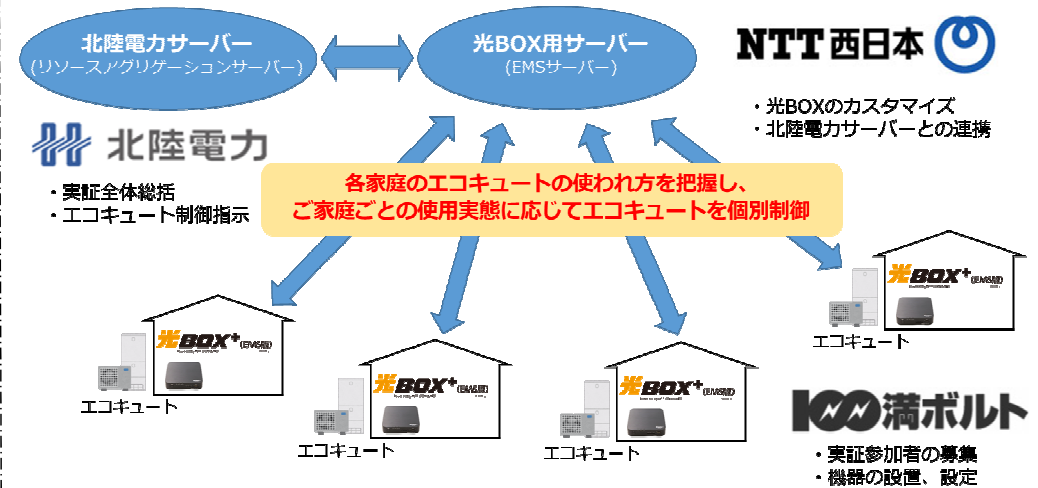 北陸電力サーバー
(リソースアグリゲーションサーバー)
光BOX用サーバー
(EMSサーバー)
NTT西日本
・光BOXのカスタマイズ
・北陸電力サーバーとの連携
北陸電力
・実証全体総括
・エコキュート制御指示
各家庭のエコキュートの使われ方を把握し、
ご家庭ごとの使用実態に応じてエコキュートを個別制御
光BOX+(EMS版)
エコキュート
光BOX+(EMS版)
エコキュート
光BOX+(EMS版)
エコキュート
光BOX+(EMS版)
エコキュート
100満ボルト
・実証参加者の募集
・機器の設置、設定